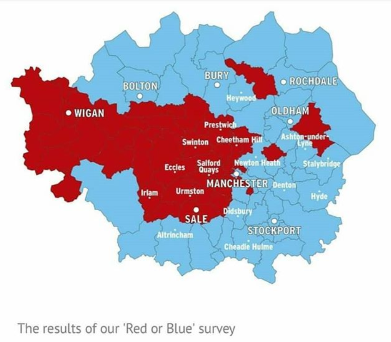 BURY
ROCHDALE
BOLTON
Heywood
WIGAN
OLDHAM
Prestwich
Ashton-under-
Lyne
Swinton
Cheetham Hill
Eccles
Salford
Quays
Newton Heath
Stalybridge
MANCHESTER
Denton
Irlam
Urmston
Hyde
SALE
Didsbury
STOCKPORT
Altrincham
Cheadle Hulme
The results of our 'Red or Blue' survey